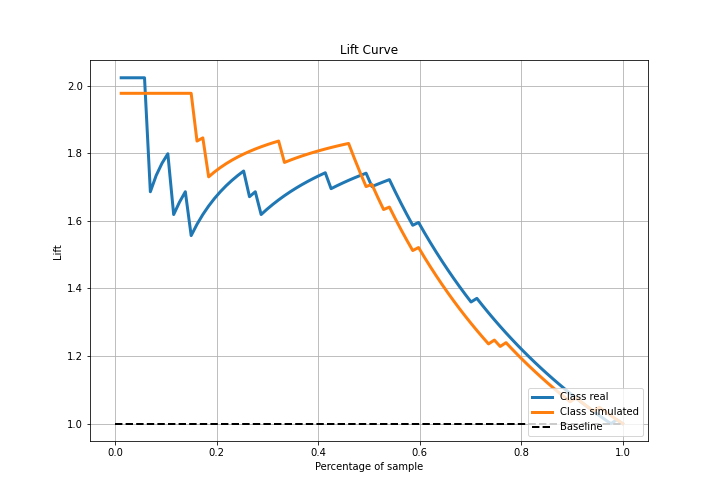 Lift Curve
Lift
2.0
1.8
1.6
1.4
1.2
1.0
0.0 0.2 0.4 0.6 0.8 1.0
Percentage of sample
Class real
Class simulated
Baseline